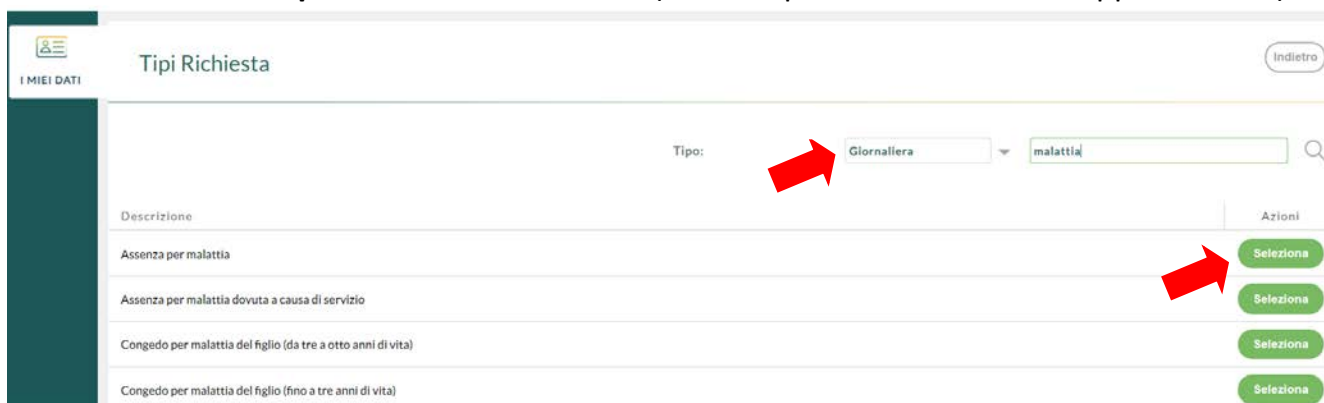 I MIEI DATI
Tipi Richiesta
Indietro
Tipo:
Giornaliera
malattia
Descrizione
Azioni
Assenza per malattia
Seleziona
Assenza per malattia dovuta a causa di servizio
Seleziona
Congedo per malattia del figlio (da tre a otto anni di vita)
Seleziona
Congedo per malattia del figlio (fino a tre anni di vita)
Seleziona